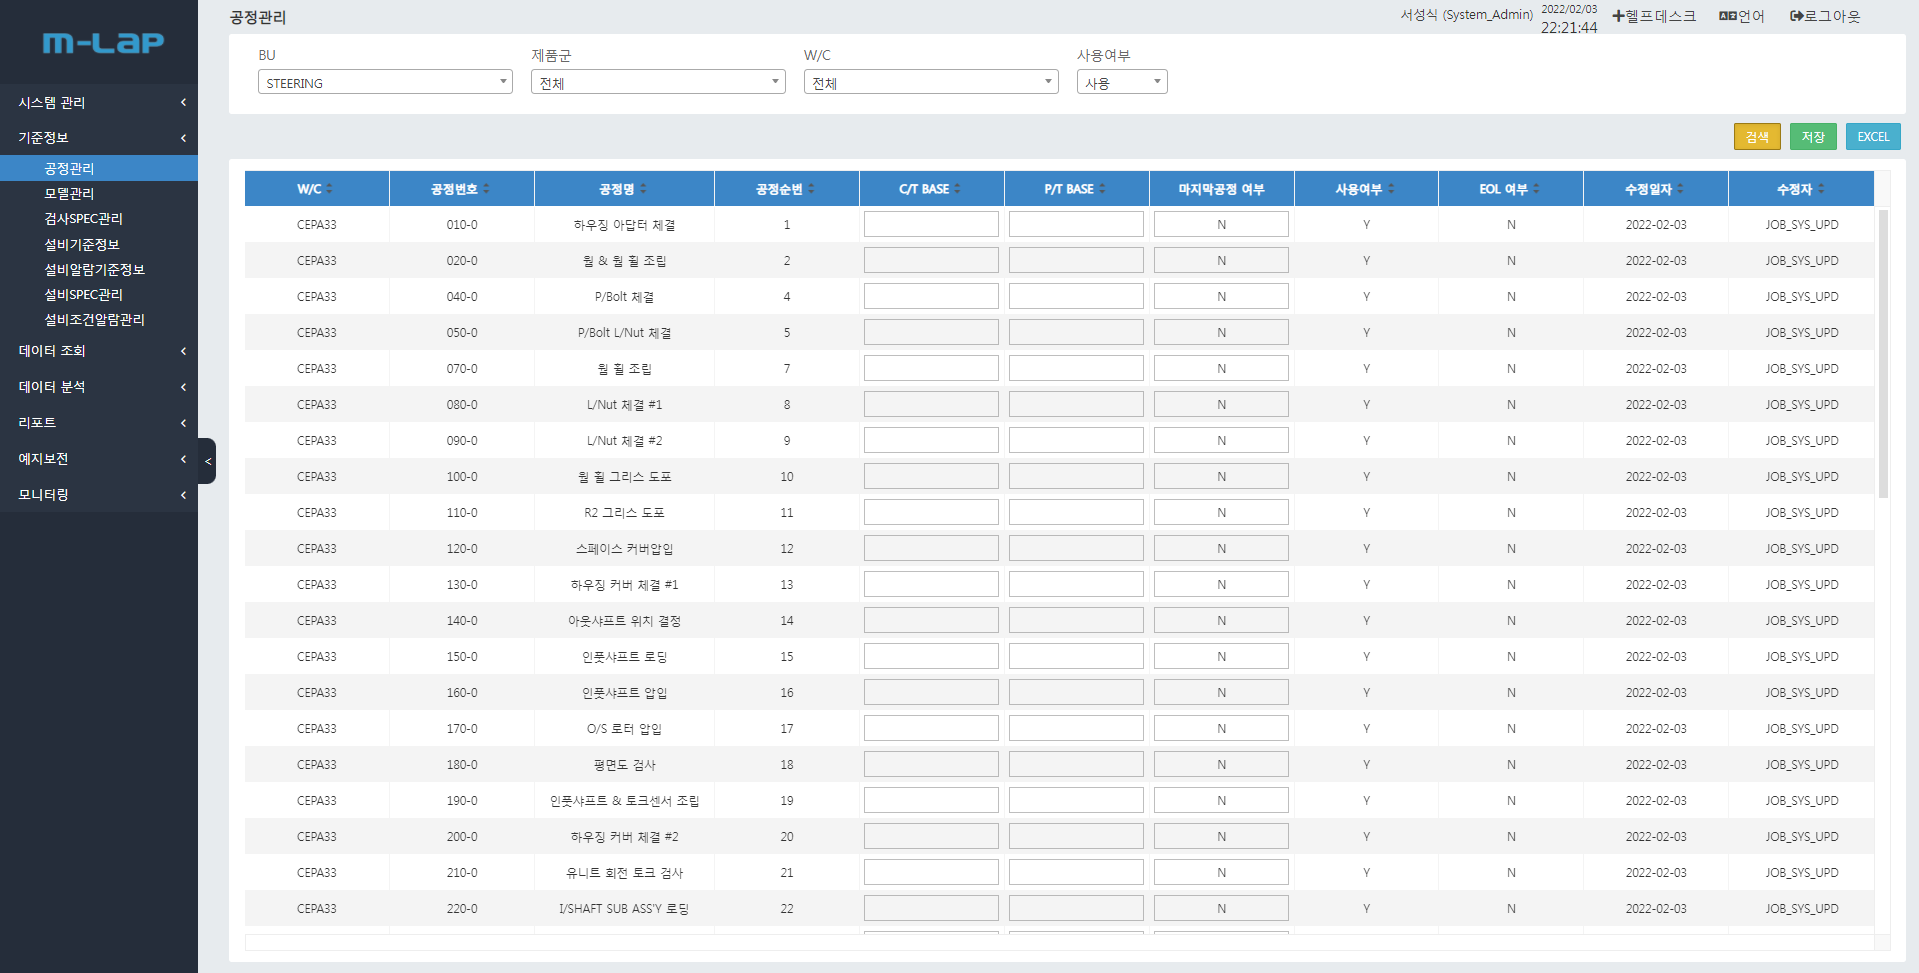 M-LAP
공정관리
서성식 (System_Admin)
2022/02/03
22:21:44
헬프데스크
언어
로그아웃
시스템 관리
기준정보
공정관리
모델관리
검사SPEC관리
설비기준정보
설비알람기준정보
설비SPEC관리
설비조건알람관리
데이터 조회
데이터 분석
리포트
예지보전
모니터링
<
BU 제품군 W/C 사용여부
STEERING 전체 전체 사용
검색 저장 EXCEL
W/C 공정번호 공정명 공정순번 C/T BASE P/T BASE 마지막공정 여부 사용여부 EOL 여부 수정일자 수정자
CEPA33 010-0 하우징 아답터 체결 1 N Y N 2022-02-03 JOB_SYS_UPD
CEPA33 020-0 웜 & 웜 휠 조립 2 N Y N 2022-02-03 JOB_SYS_UPD
CEPA33 040-0 P/Bolt 체결 4 N Y N 2022-02-03 JOB_SYS_UPD
CEPA33 050-0 P/Bolt L/Nut 체결 5 N Y N 2022-02-03 JOB_SYS_UPD
CEPA33 070-0 웜 휠 조립 7 N Y N 2022-02-03 JOB_SYS_UPD
CEPA33 080-0 L/Nut 체결 #1 8 N Y N 2022-02-03 JOB_SYS_UPD
CEPA33 090-0 L/Nut 체결 #2 9 N Y N 2022-02-03 JOB_SYS_UPD
CEPA33 100-0 웜 휠 그리스 도포 10 N Y N 2022-02-03 JOB_SYS_UPD
CEPA33 110-0 R2 그리스 도포 11 N Y N 2022-02-03 JOB_SYS_UPD
CEPA33 120-0 스페이스 커버압입 12 N Y N 2022-02-03 JOB_SYS_UPD
CEPA33 130-0 하우징 커버 체결 #1 13 N Y N 2022-02-03 JOB_SYS_UPD
CEPA33 140-0 아웃샤프트 위치 결정 14 N Y N 2022-02-03 JOB_SYS_UPD
CEPA33 150-0 인풋샤프트 로딩 15 N Y N 2022-02-03 JOB_SYS_UPD
CEPA33 160-0 인풋샤프트 압입 16 N Y N 2022-02-03 JOB_SYS_UPD
CEPA33 170-0 O/S 로터 압입 17 N Y N 2022-02-03 JOB_SYS_UPD
CEPA33 180-0 평면도 검사 18 N Y N 2022-02-03 JOB_SYS_UPD
CEPA33 190-0 인풋샤프트 & 토크센서 조립 19 N Y N 2022-02-03 JOB_SYS_UPD
CEPA33 200-0 하우징 커버 체결 #2 20 N Y N 2022-02-03 JOB_SYS_UPD
CEPA33 210-0 유니트 회전 토크 검사 21 N Y N 2022-02-03 JOB_SYS_UPD
CEPA33 220-0 I/SHAFT SUB ASS'Y 로딩 22 N Y N 2022-02-03 JOB_SYS_UPD